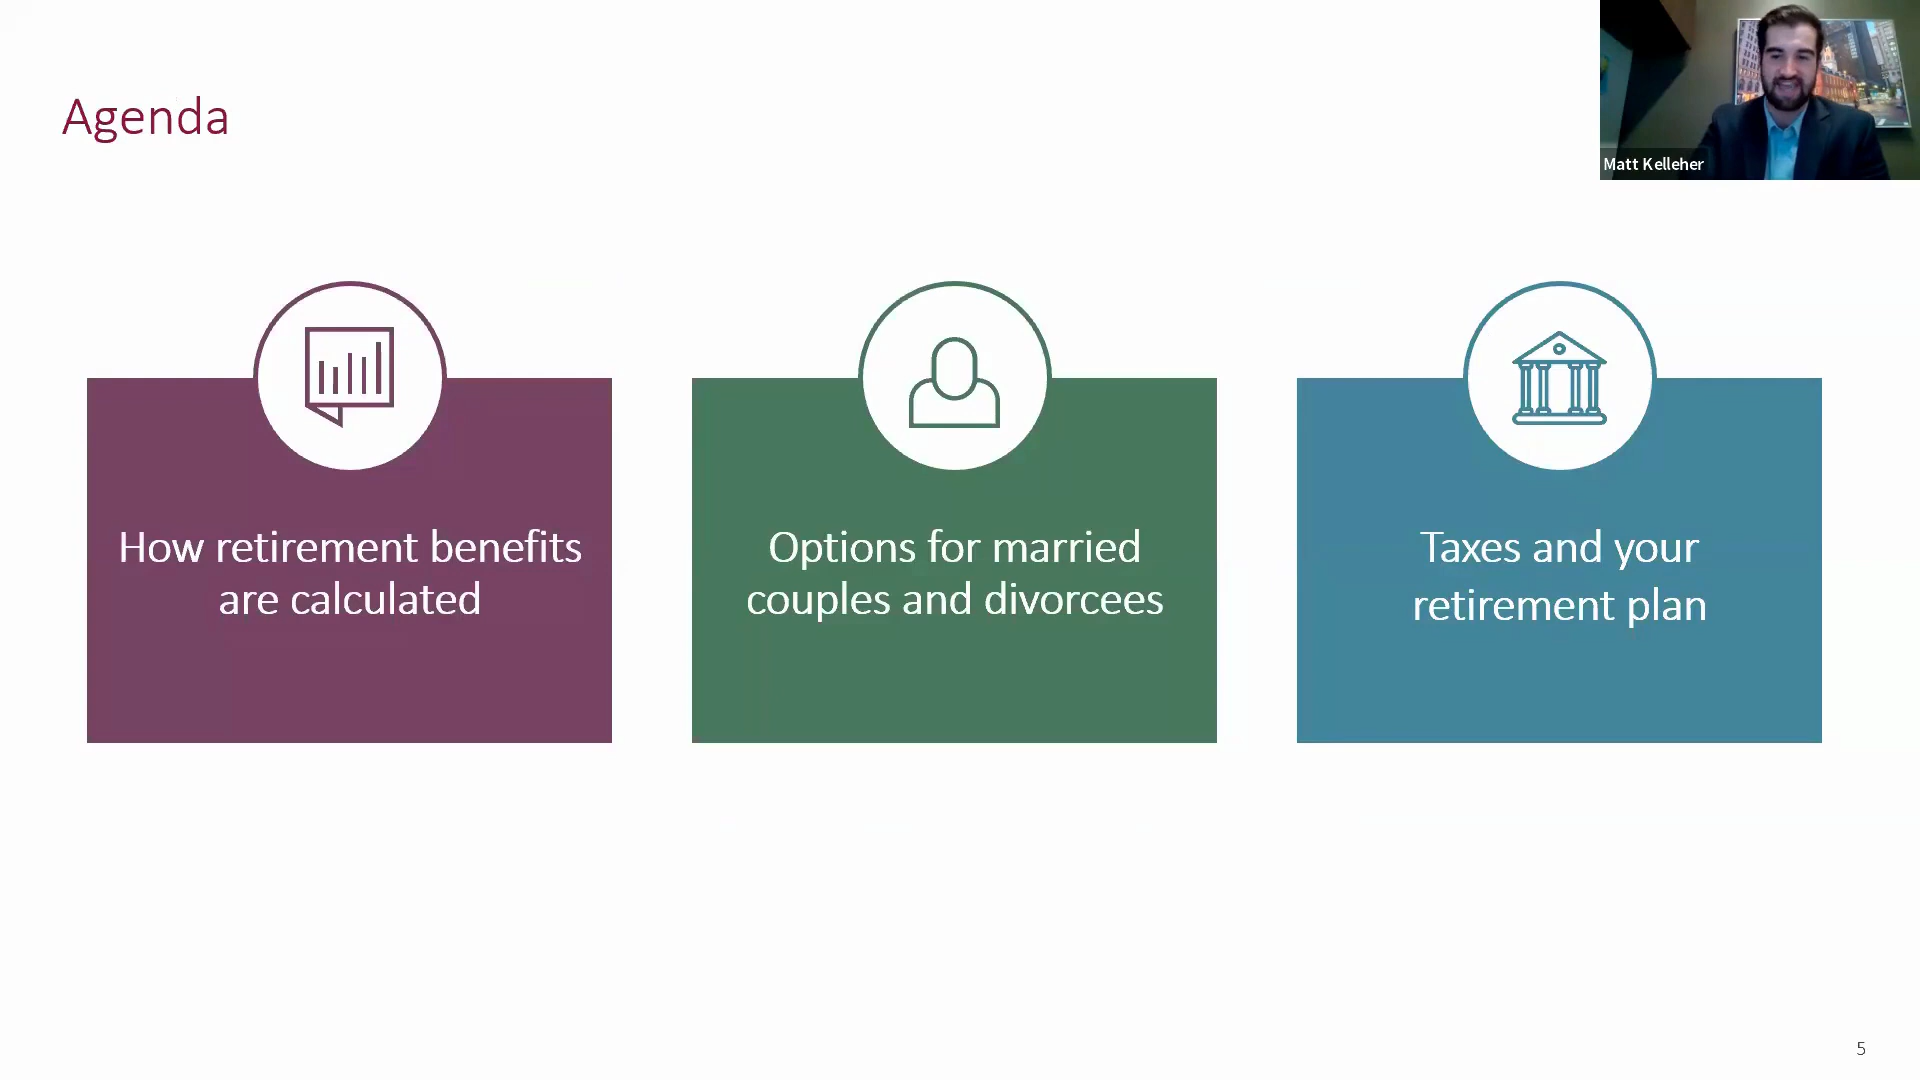 Agenda
Matt Kelleher
How retirement benefits
are calculated
Options for married
couples and divorcees
Taxes and your
retirement plan
5